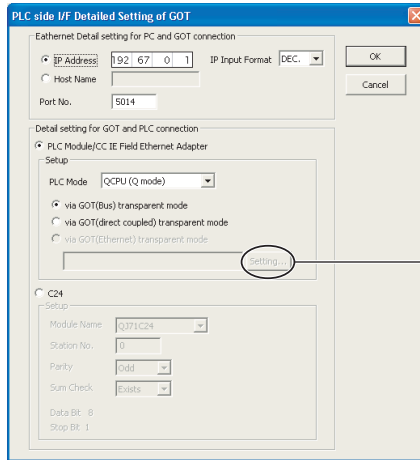 PLC side I/F Detailed Setting of GOT
Eathernet Detail setting for PC and GOT connection
IP Address 192 67 0 1 IP Input Format DEC. OK
Host Name Cancel
Port No. 5014
Detail setting for GOT and PLC connection
PLC Module/CC IE Field Ethernet Adapter
Setup
PLC Mode QCPU (Q mode)
via GOT(Bus) transparent mode
via GOT(direct coupled) transparent mode
via GOT(Ethernet) transparent mode
Setting...
C24
Setup
Module Name QJ71C24
Station No. 0
Parity Odd
Sum Check Exists
Data Bit 8
Stop Bit 1